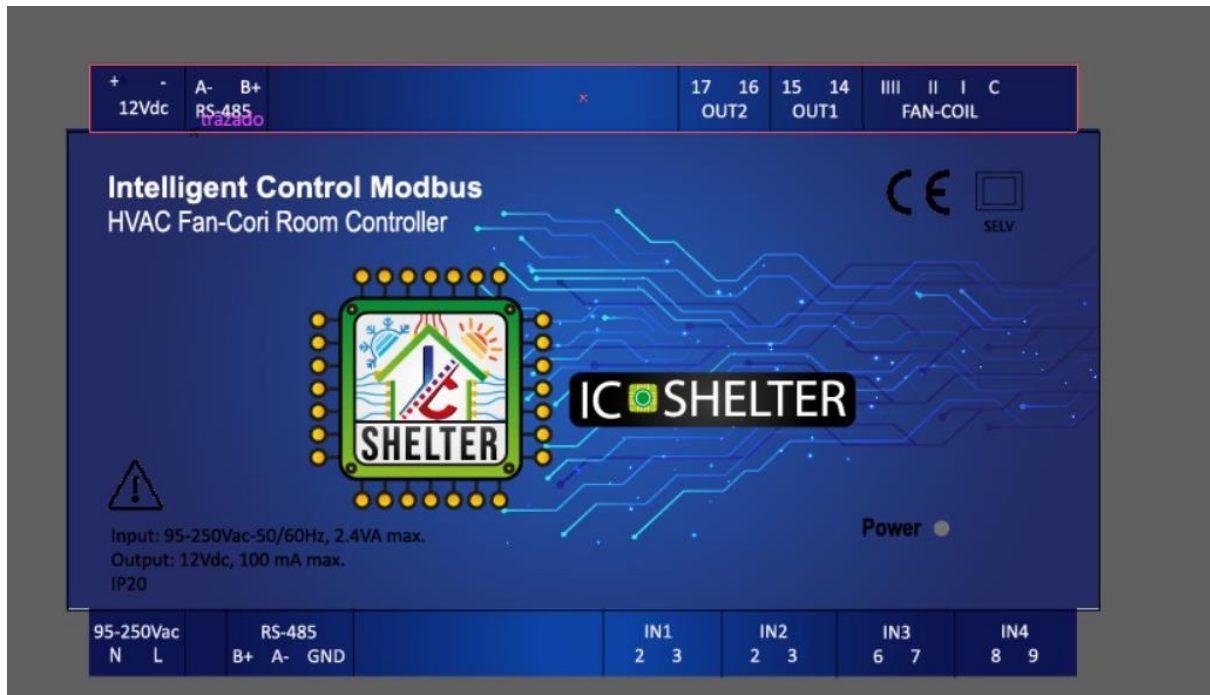 + - A- B+ 17 16 15 14 IIII II I C
12Vdc RS-485 OUT2 OUT1 FAN-COIL
trazado
Intelligent Control Modbus
HVAC Fan-Cori Room Controller
CE
SELV
IC
SHELTER
IC SHELTER
Power
Input: 95-250Vac-50/60Hz, 2.4VA max.
Output: 12Vdc, 100 mA max.
IP20
95-250Vac RS-485 IN1 IN2 IN3 IN4
N L B+ A- GND 2 3 2 3 6 7 8 9